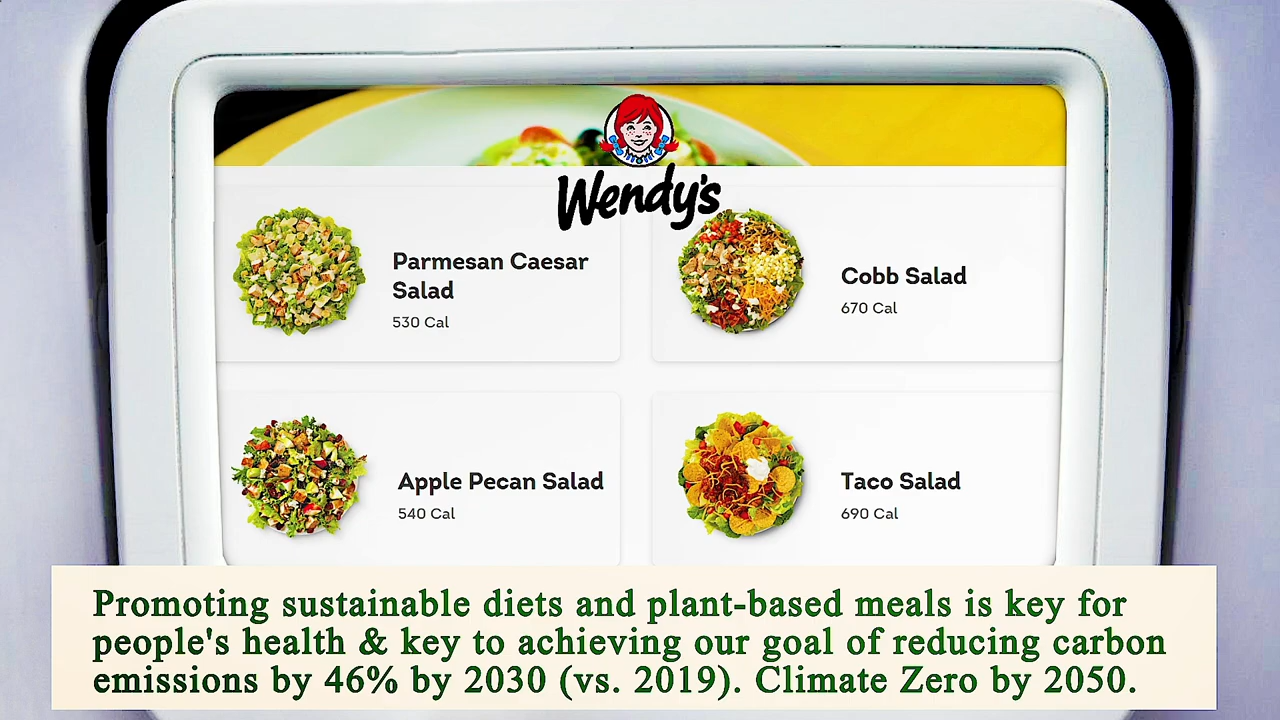 Wendy's
Parmesan Caesar
Salad
530 Cal
Cobb Salad
670 Cal
Apple Pecan Salad
540 Cal
Taco Salad
690 Cal
Promoting sustainable diets and plant-based meals is key for
people's health & key to achieving our goal of reducing carbon
emissions by 46% by 2030 (vs. 2019). Climate Zero by 2050.